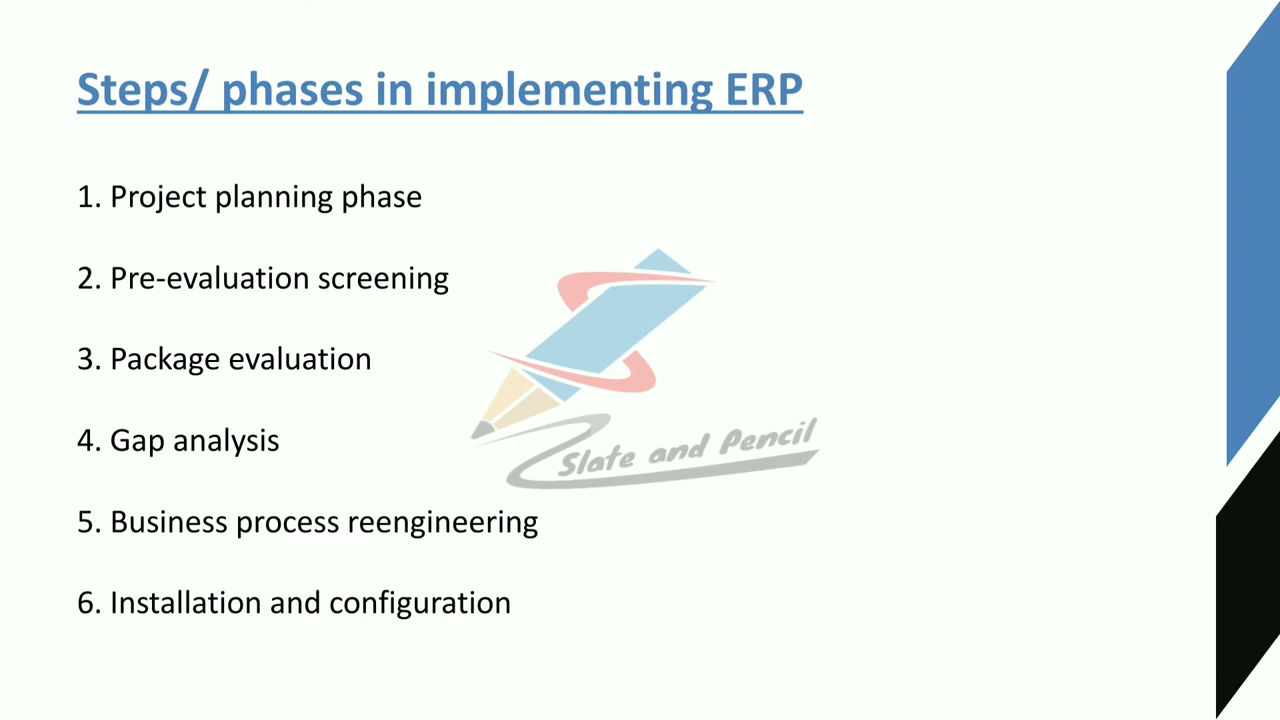 Steps/ phases in implementing ERP
1. Project planning phase
2. Pre-evaluation screening
3. Package evaluation
4. Gap analysis
Slate and Pencil
5. Business process reengineering
6. Installation and configuration